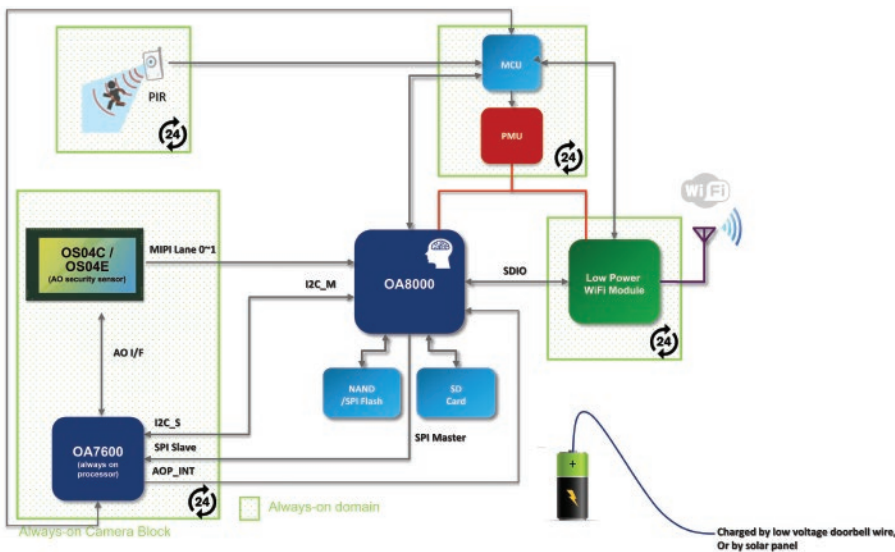 PIR
24
MCU
PMU
24
WiFi
OS04C /
OS04E
(AO security sensor)
MIPI Lane 0~1
I2C_M
OA8000
SDIO
Low Power
WiFi Module
24
AO I/F
NAND
/SPI Flash
SD
Card
I2C_S
SPI Slave
AOP_INT
SPI Master
OA7600
(always on
processor)
24
Always-on domain
Always-on Camera Block
Charged by low voltage doorbell wire,
Or by solar panel